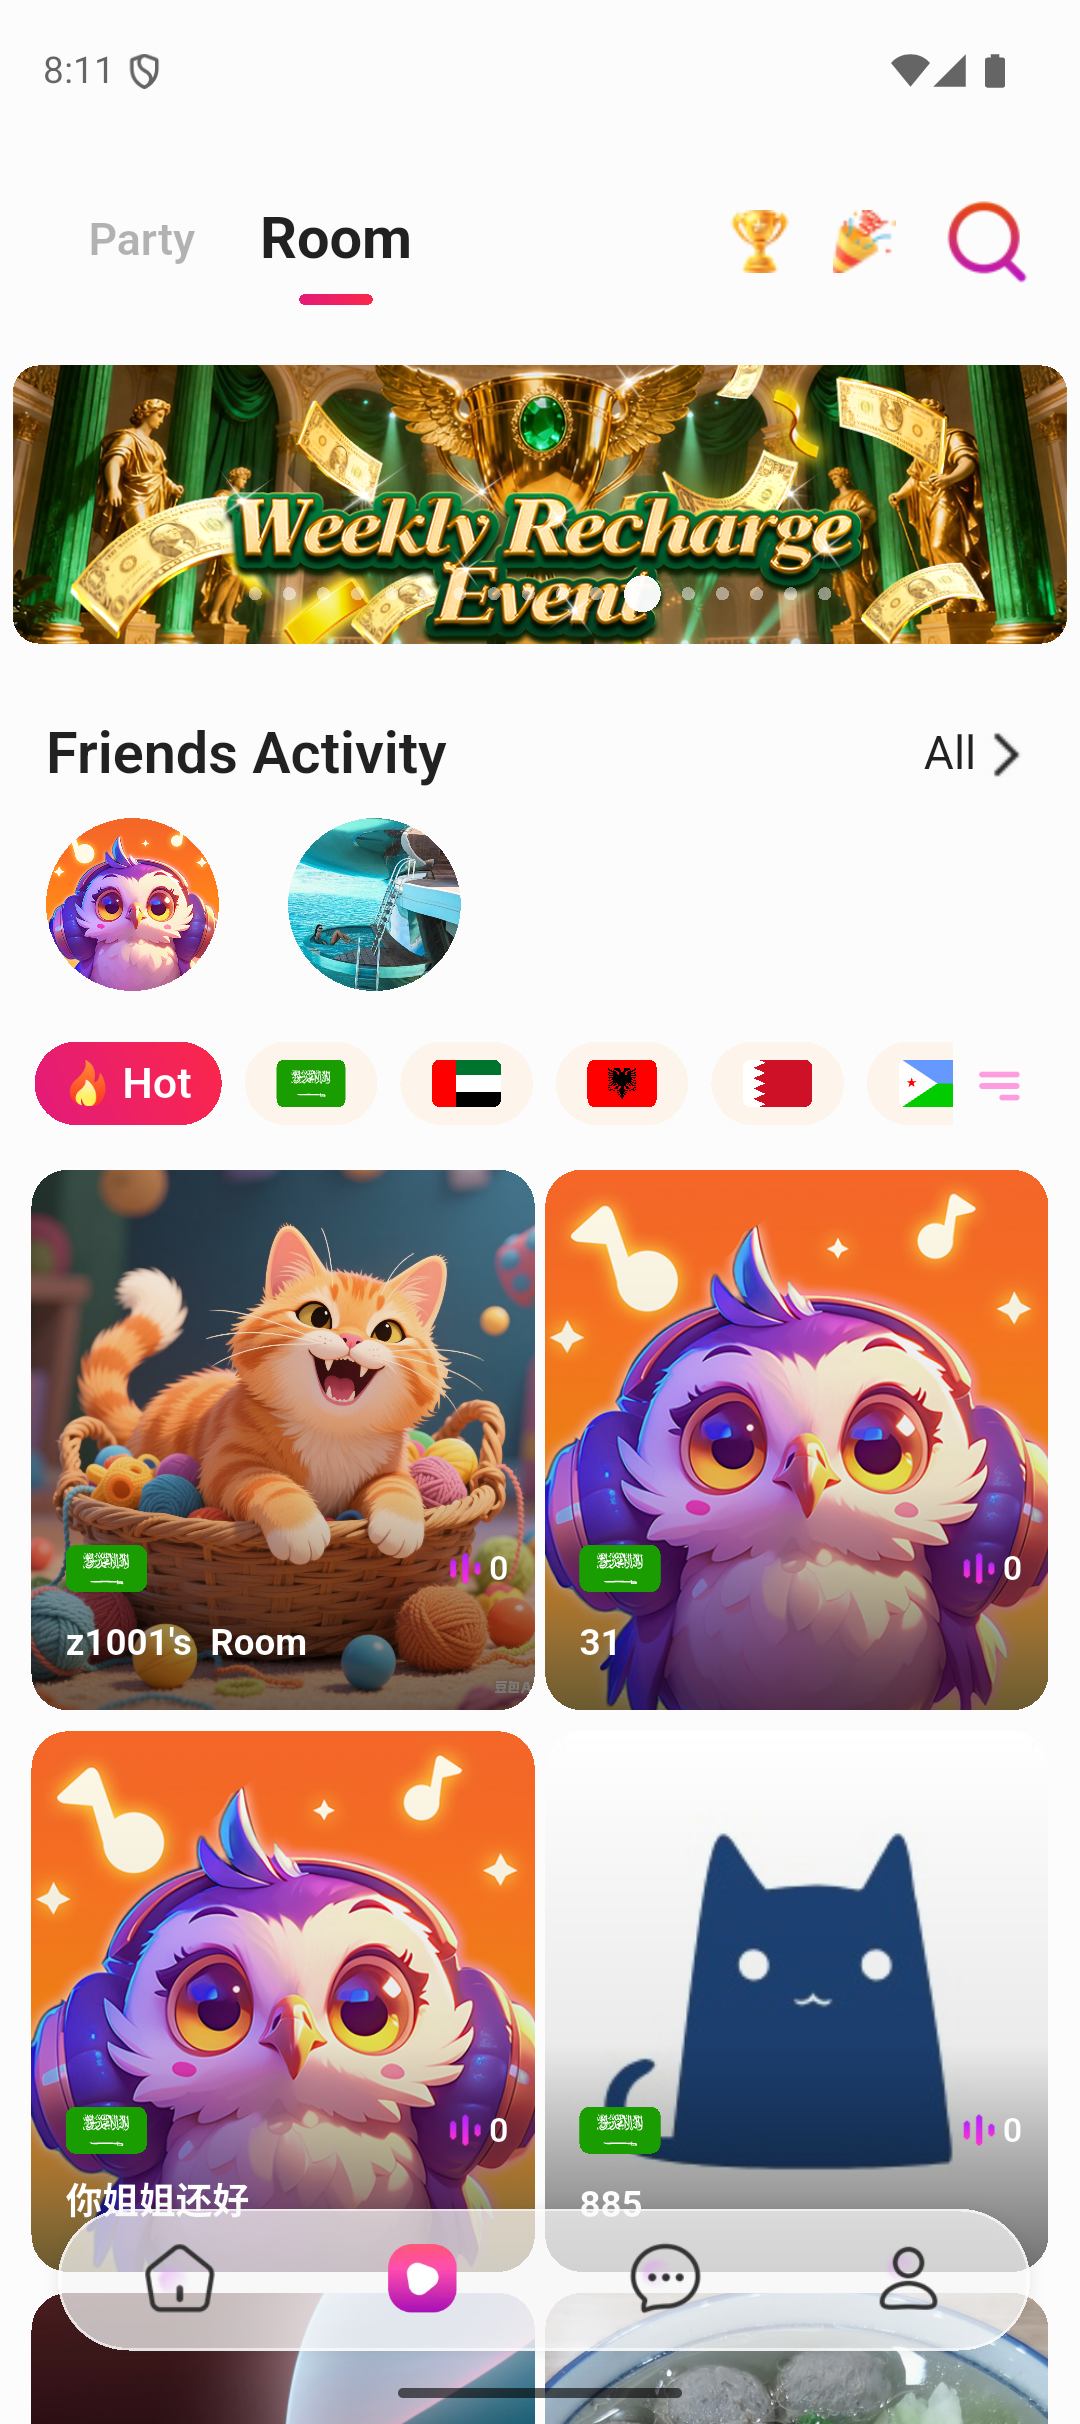 8:11
Party
Room
Weekly Recharge
Event
Friends Activity
All
Hot
0
z1001's Room
0
31
0
你姐姐还好
0
885